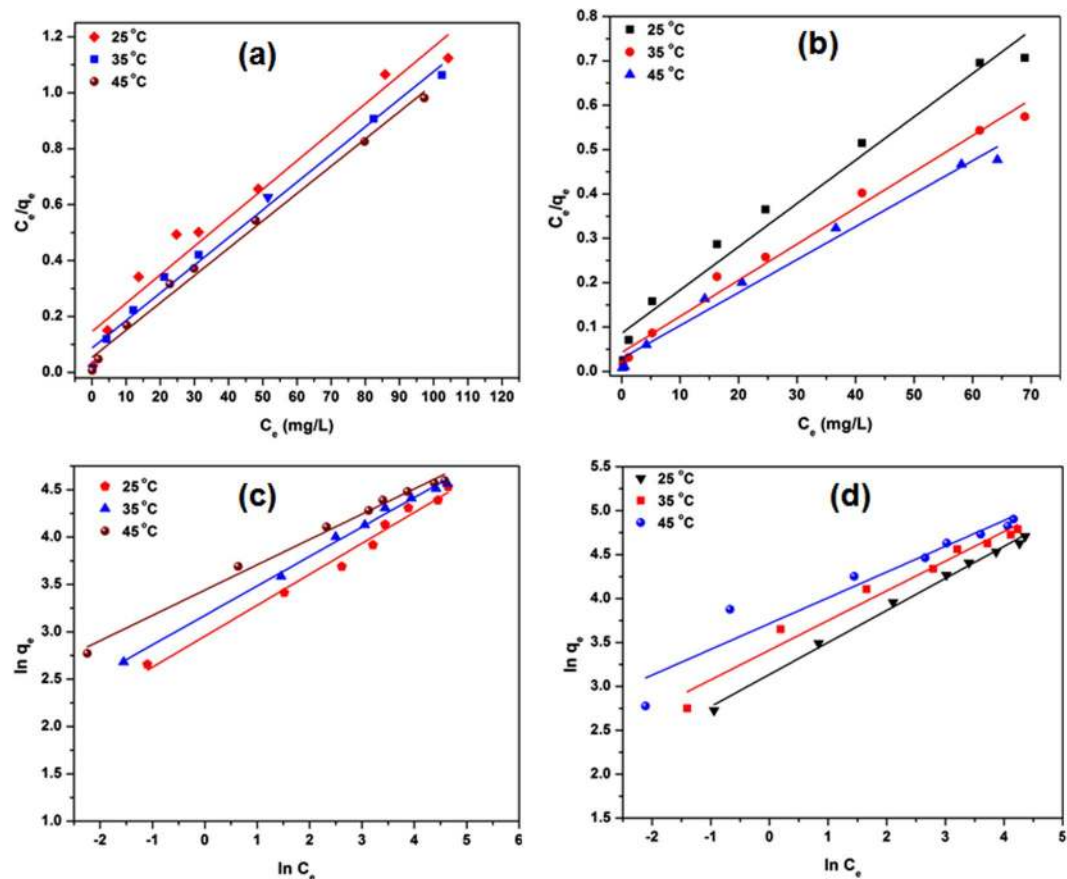 (a)
25 °C
35 °C
45 °C
1.2
1.0
0.8
0.6
0.4
0.2
0.0
Ce/qe
0 10 20 30 40 50 60 70 80 90 100 110 120
Ce (mg/L)
(b)
25 °C
35 °C
45 °C
0.8
0.7
0.6
0.5
0.4
0.3
0.2
0.1
0.0
Ce/qe
0 10 20 30 40 50 60 70
Ce (mg/L)
(c)
25 °C
35 °C
45 °C
4.5
4.0
3.5
3.0
2.5
2.0
1.5
1.0
ln qe
-2 -1 0 1 2 3 4 5 6
ln Ce
(d)
25 °C
35 °C
45 °C
5.5
5.0
4.5
4.0
3.5
3.0
2.5
2.0
1.5
ln qe
-2 -1 0 1 2 3 4 5
ln Ce